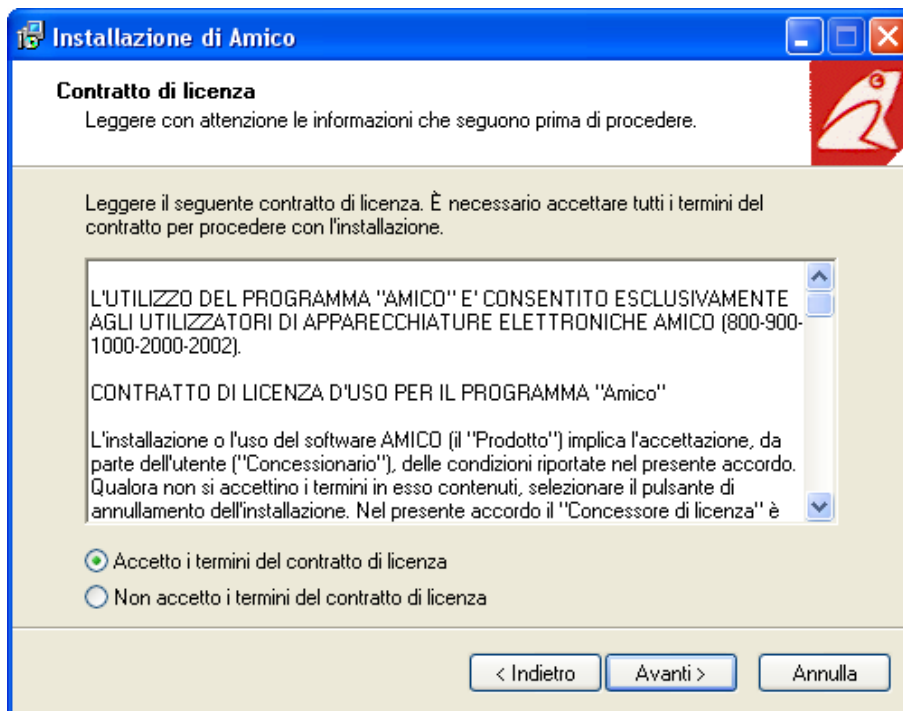 Installazione di Amico
Contratto di licenza
Leggere con attenzione le informazioni che seguono prima di procedere.
Leggere il seguente contratto di licenza. È necessario accettare tutti i termini del
contratto per procedere con l'installazione.
L'UTILIZZO DEL PROGRAMMA "AMICO" E' CONSENTITO ESCLUSIVAMENTE
AGLI UTILIZZATORI DI APPARECCHIATURE ELETTRONICHE AMICO (800-900-
1000-2000-2002).
CONTRATTO DI LICENZA D'USO PER IL PROGRAMMA "Amico"
L'installazione o l'uso del software AMICO (il "Prodotto") implica l'accettazione, da
parte dell'utente ("Concessionario"), delle condizioni riportate nel presente accordo.
Qualora non si accettino i termini in esso contenuti, selezionare il pulsante di
annullamento dell'installazione. Nel presente accordo il "Concessore di licenza" è
Accetto i termini del contratto di licenza
Non accetto i termini del contratto di licenza
< Indietro
Avanti >
Annulla